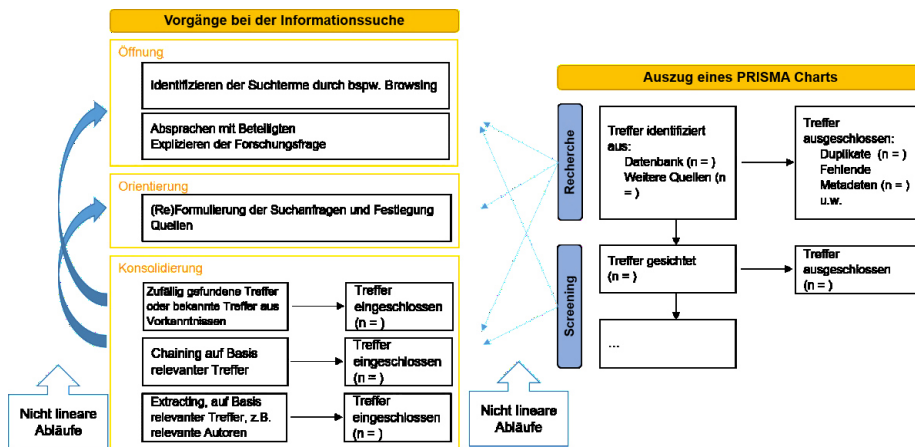 Vorgänge bei der Informationssuche
Öffnung
Identifizieren der Suchterme durch bspw. Browsing
Absprachen mit Beteiligten
Explizieren der Forschungsfrage
Orientierung
(Re)Formulierung der Suchanfragen und Festlegung
Quellen
Konsolidierung
Zufällig gefundene Treffer
oder bekannte Treffer aus
Vorkenntnissen
Treffer
eingeschlossen
(n = )
Chaining auf Basis
relevanter Treffer
Treffer
eingeschlossen
(n = )
Extracting, auf Basis
relevanter Treffer, z.B.
relevante Autoren
Treffer
eingeschlossen
(n = )
Nicht lineare
Abläufe
Auszug eines PRISMA Charts
Recherche
Treffer identifiziert
aus:
Datenbank (n = )
Weitere Quellen (n
= )
Treffer
ausgeschlossen:
Duplikate (n = )
Fehlende
Metadaten (n = )
u.w.
Screening
Treffer gesichtet
(n = )
Treffer
ausgeschlossen
(n = )
...
Nicht lineare
Abläufe